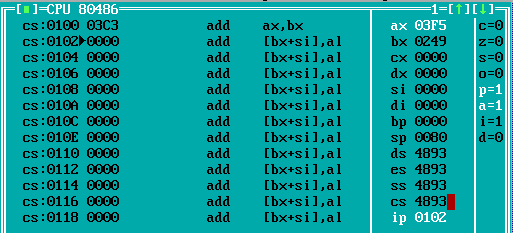 [■]=CPU 80486 1=[↑][↓]
cs:0100 03C3 add ax,bx ax 03F5 c=0
cs:0102▶0000 add [bx+si],al bx 0249 z=0
cs:0104 0000 add [bx+si],al cx 0000 s=0
cs:0106 0000 add [bx+si],al dx 0000 o=0
cs:0108 0000 add [bx+si],al si 0000 p=1
cs:010A 0000 add [bx+si],al di 0000 a=1
cs:010C 0000 add [bx+si],al bp 0000 i=1
cs:010E 0000 add [bx+si],al sp 0080 d=0
cs:0110 0000 add [bx+si],al ds 4893
cs:0112 0000 add [bx+si],al es 4893
cs:0114 0000 add [bx+si],al ss 4893
cs:0116 0000 add [bx+si],al cs 4893
cs:0118 0000 add [bx+si],al ip 0102